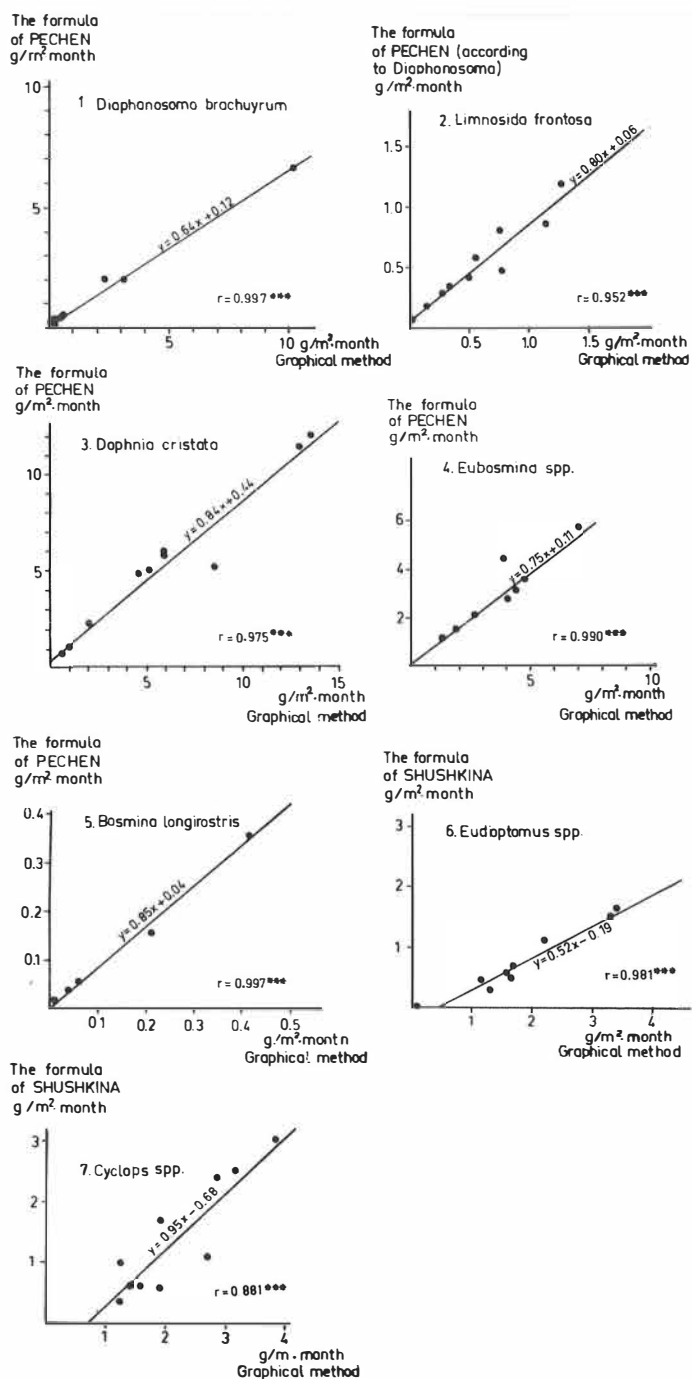 The formula
of PECHEN
g/m² month
10
5
1 Diaphanosoma brachuyrum
y=0.64x+0.12
r=0.997***
5
10
g/m²·month
Graphical method
The formula
of PECHEN (according
to Diaphanosoma)
g/m²·month
1.5
1.0
0.5
2. Limnosida frontosa
y=0.80x+0.06
r=0.952***
0.5
1.0
1.5
g/m²·month
Graphical method
The formula
of PECHEN
g/m²·month
10
5
3. Daphnia cristata
y=0.84x+0.44
r=0.975***
5
10
15
g/m²·month
Graphical method
The formula
of PECHEN
g/m²·month
6
4
2
4. Eubosmina spp.
y=0.75x+0.11
r=0.990***
5
10
g/m²·month
Graphical method
The formula
of PECHEN
g/m² month
0.4
0.3
0.2
0.1
5. Bosmina longirostris
y=0.85x+0.04
r=0.997***
0.1
0.2
0.3
0.4
0.5
g/m²·month
Graphical method
The formula
of SHUSHKINA
g/m²·month
3
2
1
6. Eudiaptomus spp.
y=0.52x-0.19
r=0.981***
1
2
3
4
g/m²·month
Graphical method
The formula
of SHUSHKINA
g/m²·month
3
2
1
7. Cyclops spp.
y=0.95x-0.68
r=0.881***
1
2
3
4
g/m.month
Graphical method